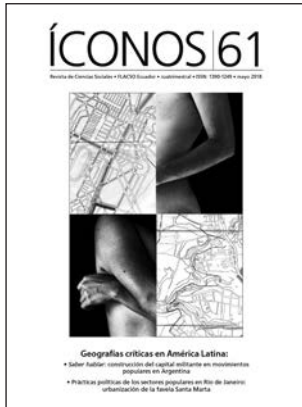 ÍCONOS 61
Revista de Ciencias Sociales • FLACSO Ecuador • cuatrimestral • ISSN: 1390-1249 • mayo 2018
Geografías críticas en América Latina:
• Saber hablar: construcción del capital militante en movimientos
populares en Argentina
• Prácticas políticas de los sectores populares en Río de Janeiro:
urbanización de la favela Santa Marta